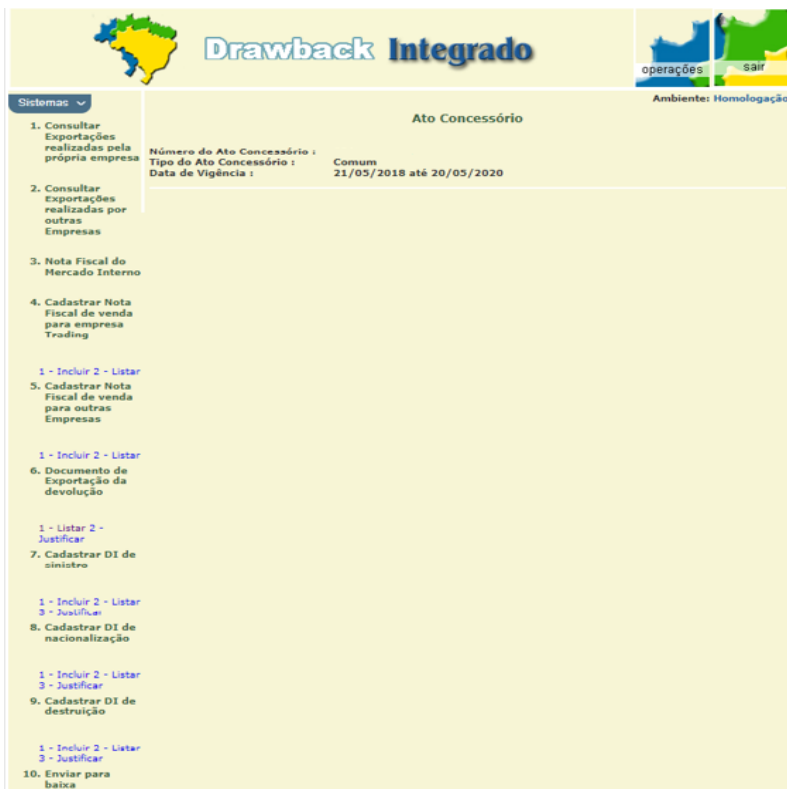 Drawback Integrado
operações
sair
Sistemas
Ambiente: Homologação
Ato Concessório
Número do Ato Concessório :
Tipo do Ato Concessório : Comum
Data de Vigência : 21/05/2018 até 20/05/2020
1. Consultar
Exportações
realizadas pela
própria empresa
2. Consultar
Exportações
realizadas por
outras
Empresas
3. Nota Fiscal do
Mercado Interno
4. Cadastrar Nota
Fiscal de venda
para empresa
Trading
1 - Incluir 2 - Listar
5. Cadastrar Nota
Fiscal de venda
para outras
Empresas
1 - Incluir 2 - Listar
6. Documento de
Exportação da
devolução
1 - Listar 2 -
Justificar
7. Cadastrar DI de
sinistro
1 - Incluir 2 - Listar
3 - Justificar
8. Cadastrar DI de
nacionalização
1 - Incluir 2 - Listar
3 - Justificar
9. Cadastrar DI de
destruição
1 - Incluir 2 - Listar
3 - Justificar
10. Enviar para
baixa